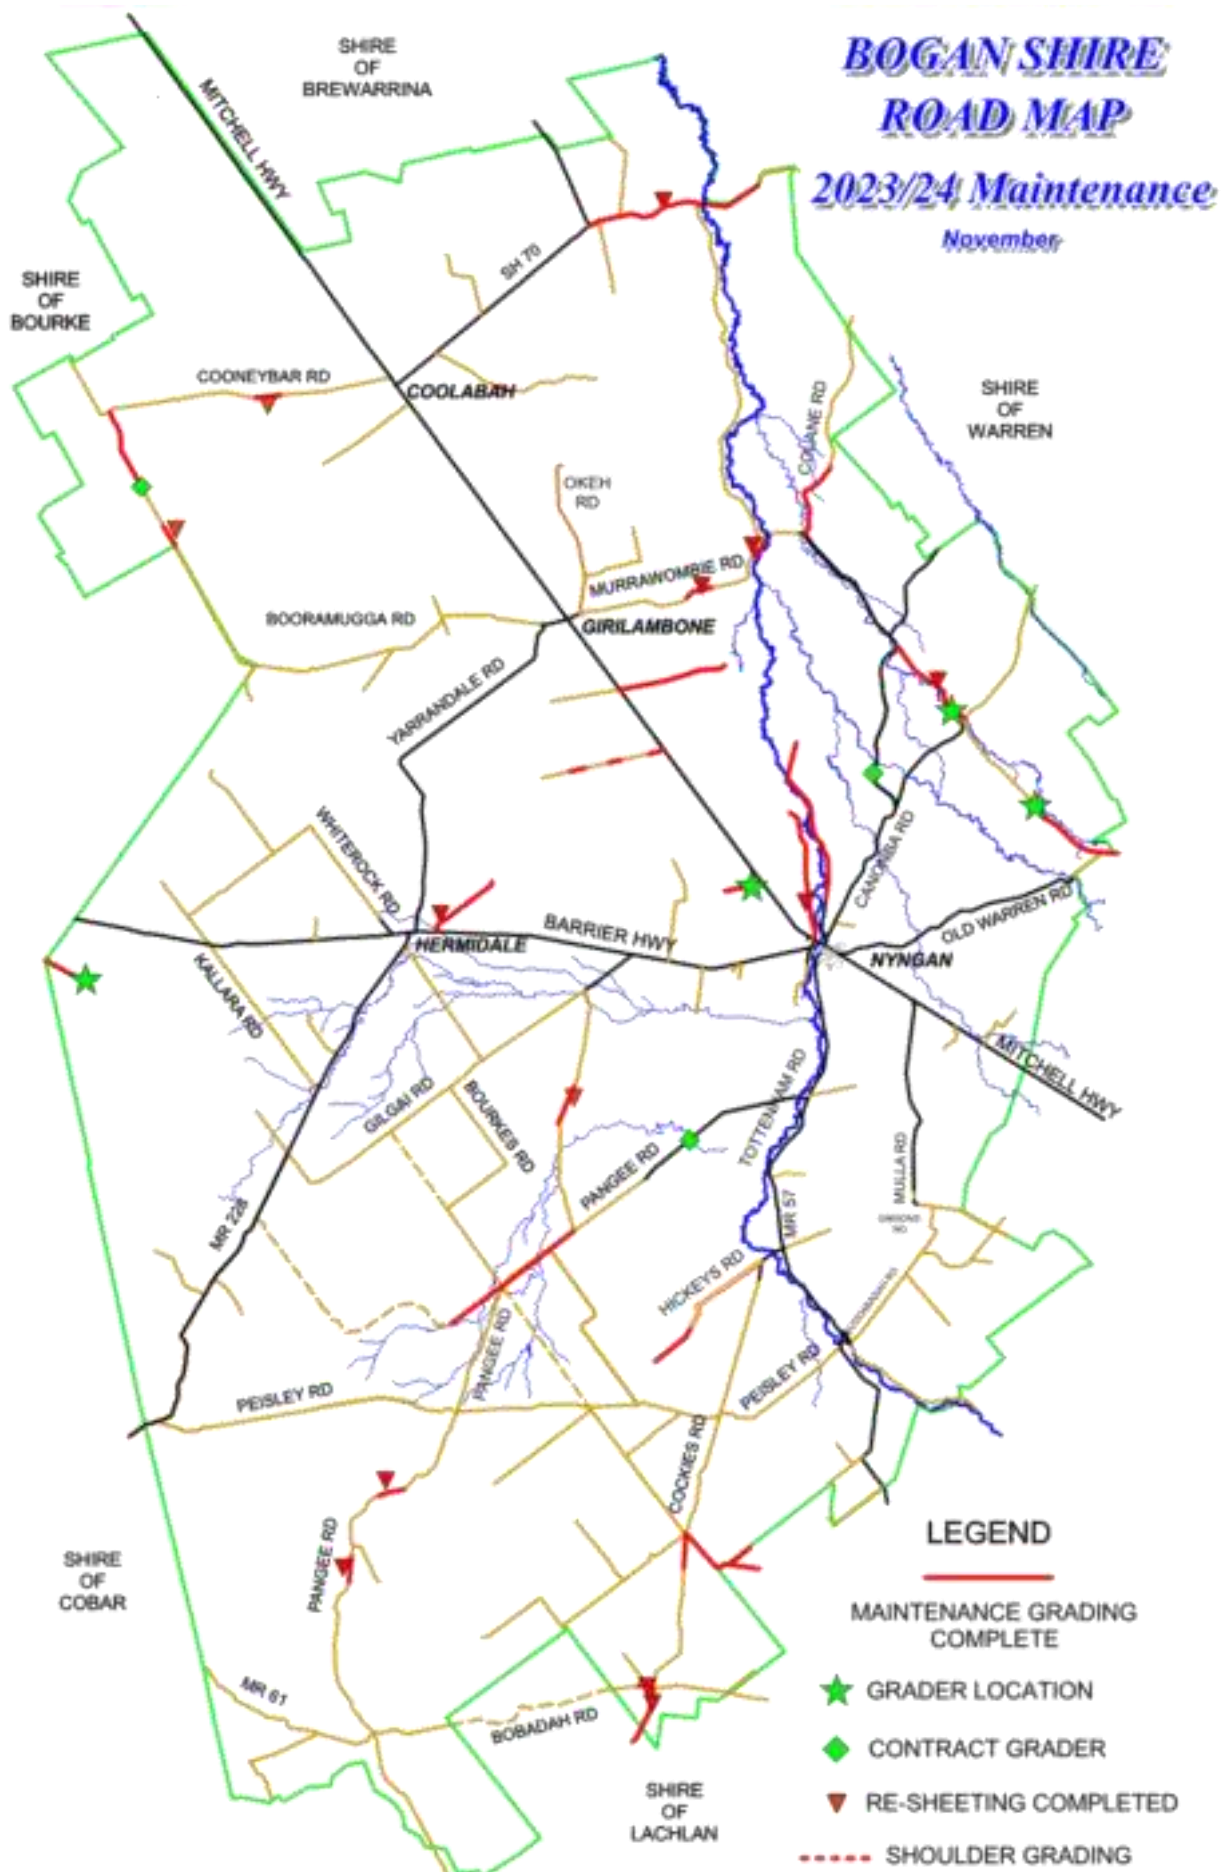 BOGAN SHIRE
ROAD MAP
2023/24 Maintenance
November
SHIRE
OF
BREWARRINA
MITCHELL HWY
SHIRE
OF
BOURKE
SH 70
COONEYBAR RD
COOLABAH
SHIRE
OF
WARREN
COLANE RD
OKEH
RD
MURRAWOMBIE RD
BOORAMUGGA RD
GIRILAMBONE
YARRANDALE RD
WHITEROCK RD
CANONBA RD
HERMIDALE
BARRIER HWY
OLD WARREN RD
NYNGAN
KALLARA RD
MITCHELL HWY
TOTTENHAM RD
GILGAI RD
BOURKES RD
PANGEE RD
MULLA RD
MR 228
MR 57
HICKEYS RD
PANGEE RD
PEISLEY RD
PEISLEY RD
COCKIES RD
PANGEE RD
SHIRE
OF
COBAR
MR 61
BOBADAH RD
SHIRE
OF
LACHLAN
LEGEND
MAINTENANCE GRADING
COMPLETE
GRADER LOCATION
CONTRACT GRADER
RE-SHEETING COMPLETED
SHOULDER GRADING